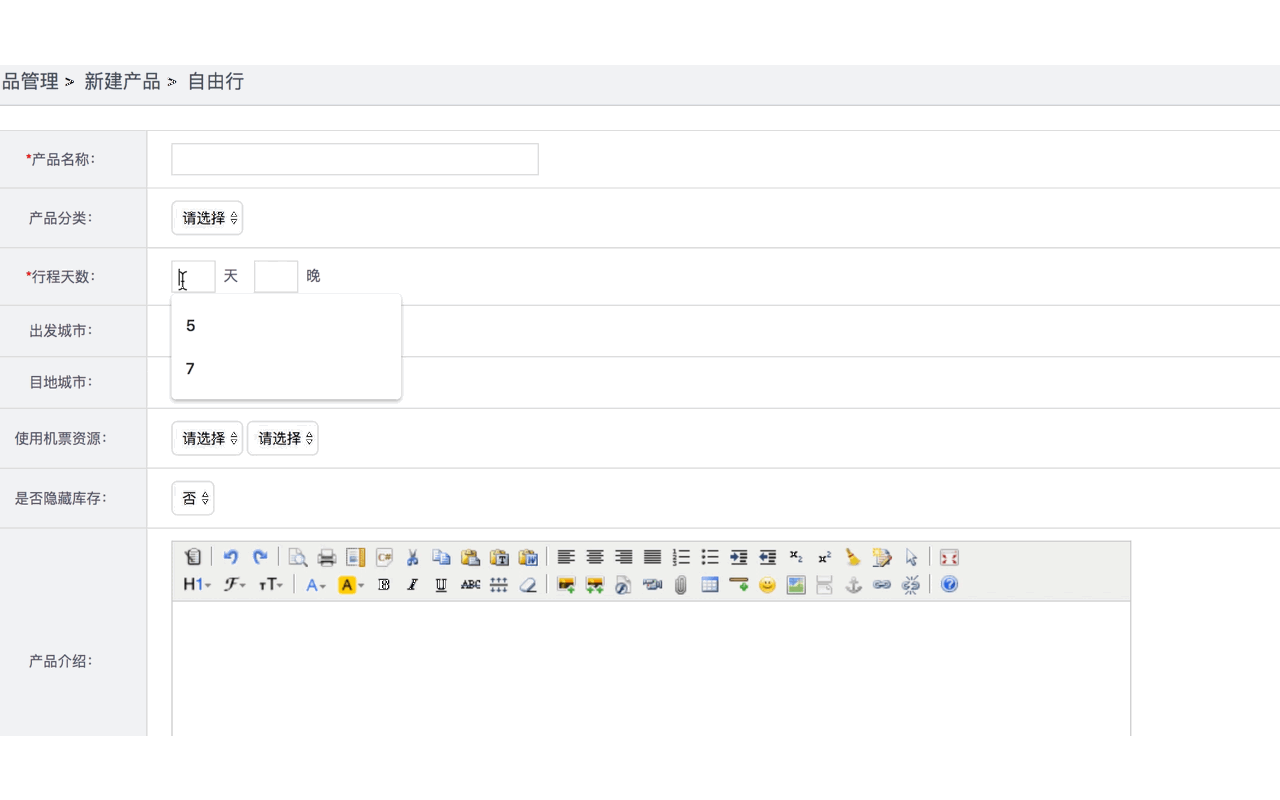 品管理 > 新建产品 > 自由行
*产品名称：
产品分类： 请选择
*行程天数： 天 晚
5
7
出发城市：
目地城市：
使用机票资源： 请选择 请选择
是否隐藏库存： 否
H1 F TT A A B I U ABC
产品介绍：